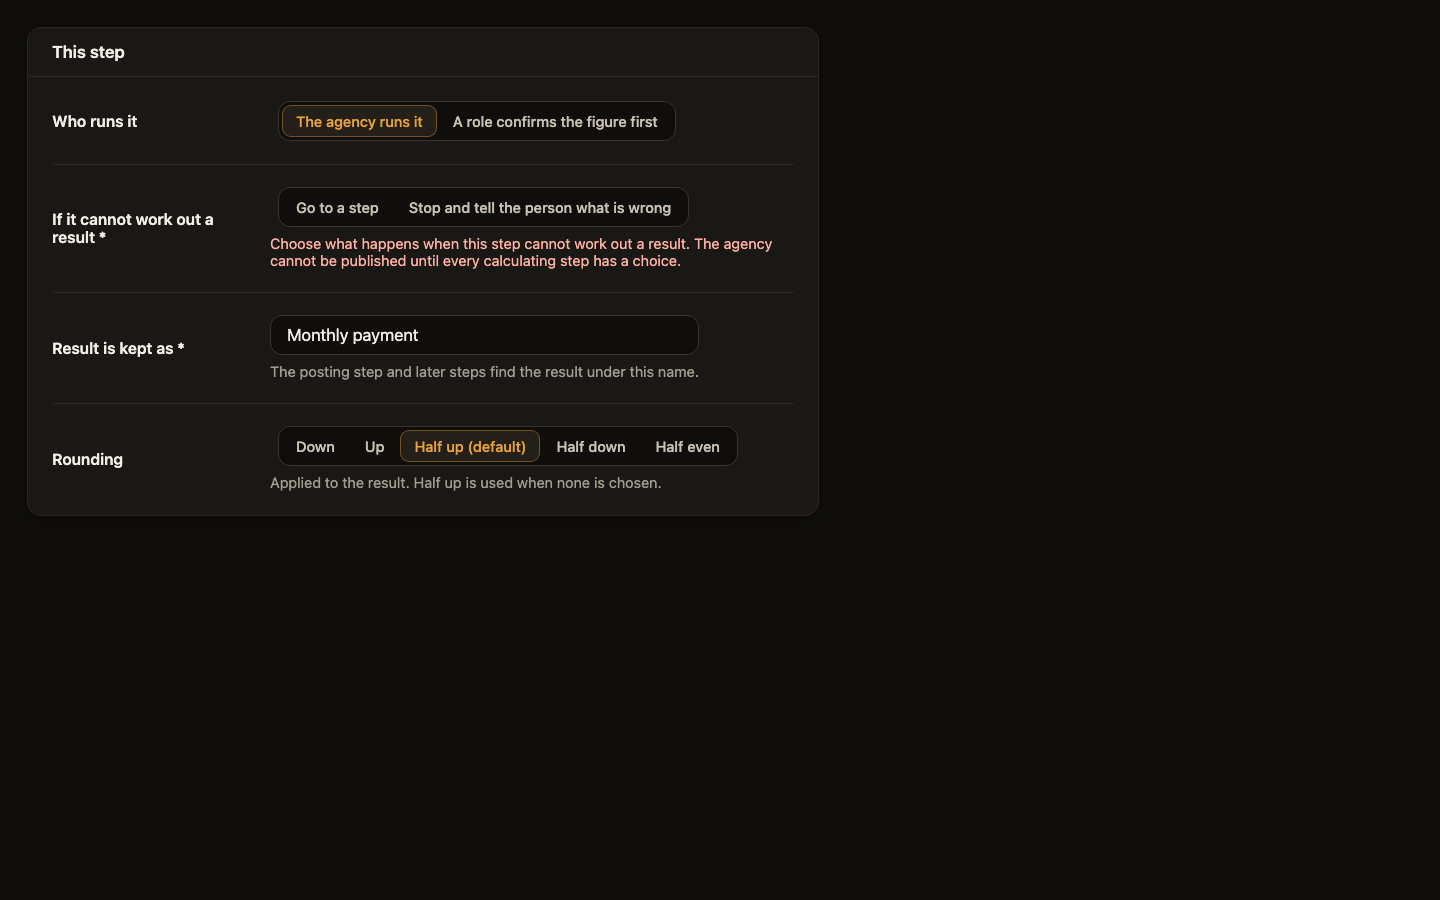 This step
Who runs it
The agency runs it
A role confirms the figure first
If it cannot work out a
result *
Go to a step
Stop and tell the person what is wrong
Choose what happens when this step cannot work out a result. The agency
cannot be published until every calculating step has a choice.
Result is kept as *
Monthly payment
The posting step and later steps find the result under this name.
Rounding
Down
Up
Half up (default)
Half down
Half even
Applied to the result. Half up is used when none is chosen.